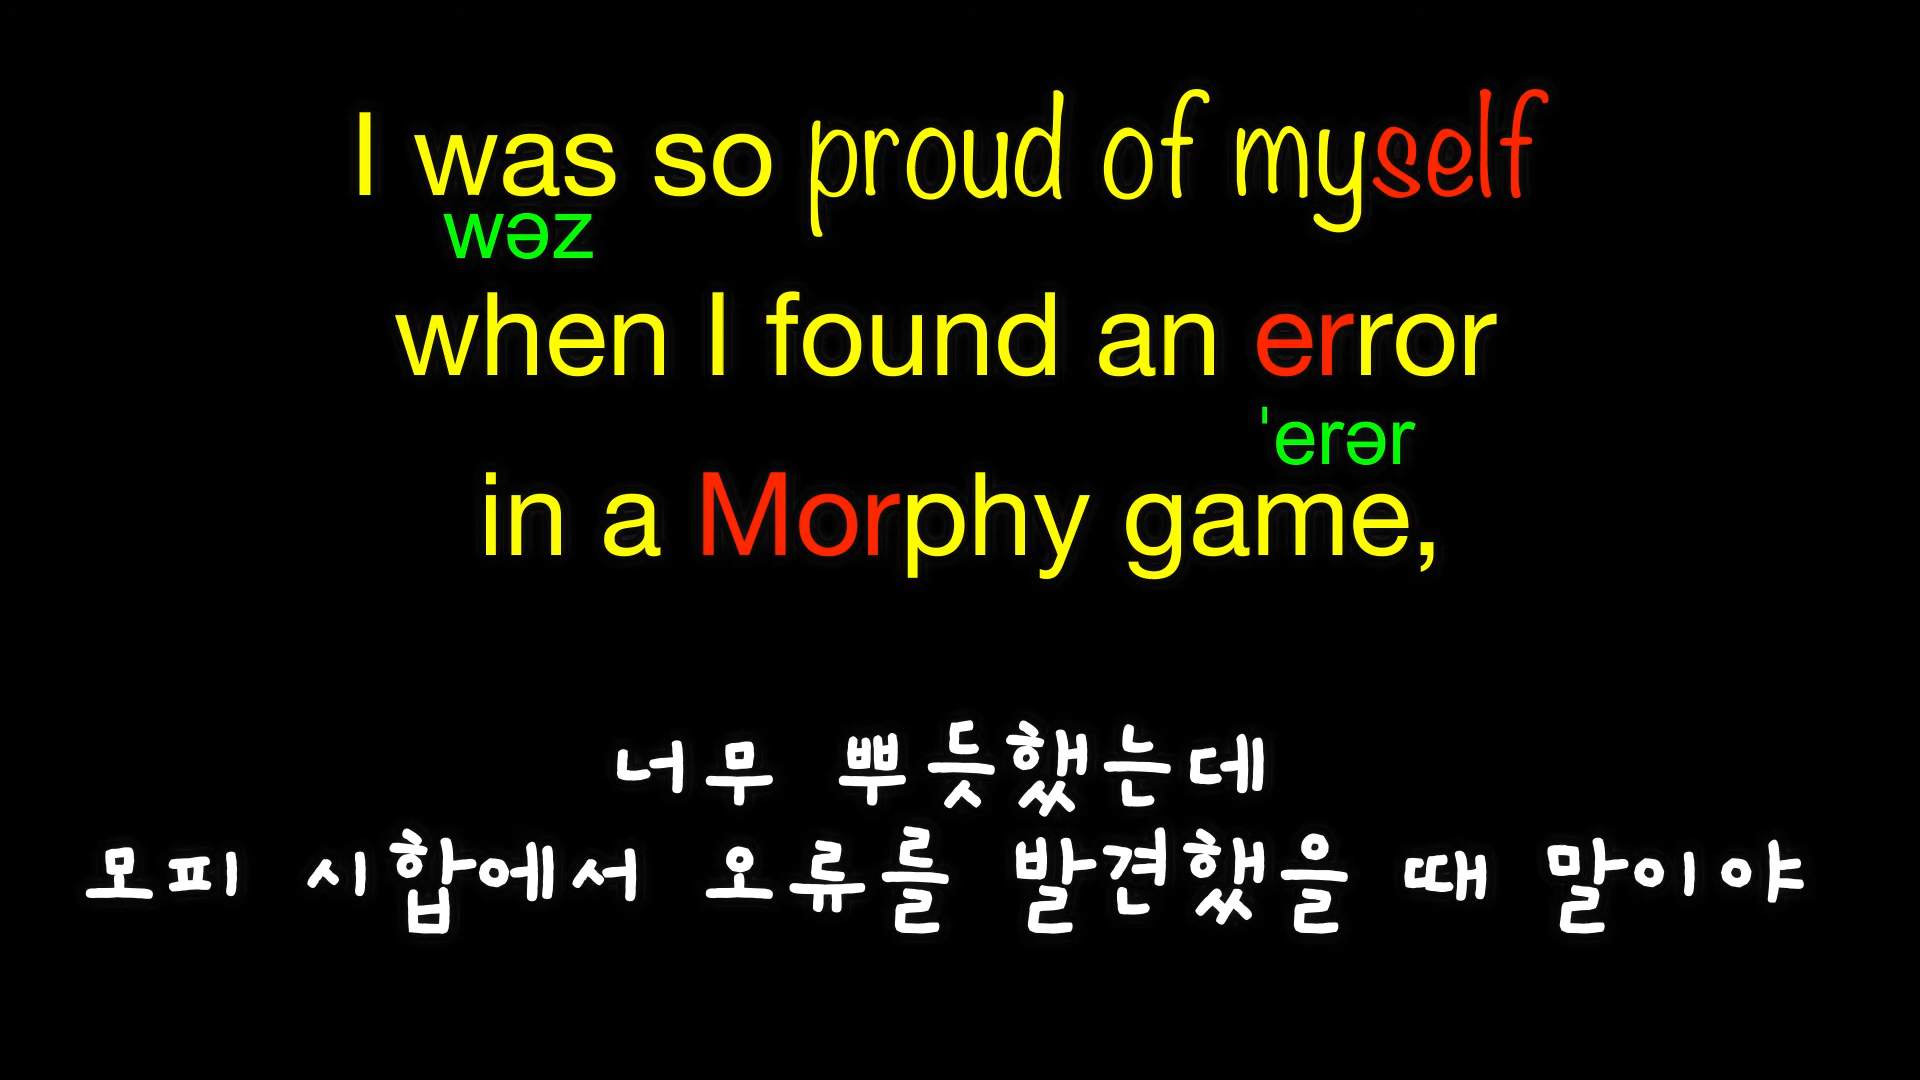 I was so proud of myself
wəz
when I found an error
ˈerər
in a Morphy game,
너무 뿌듯했는데
모피 시합에서 오류를 발견했을 때 말이야